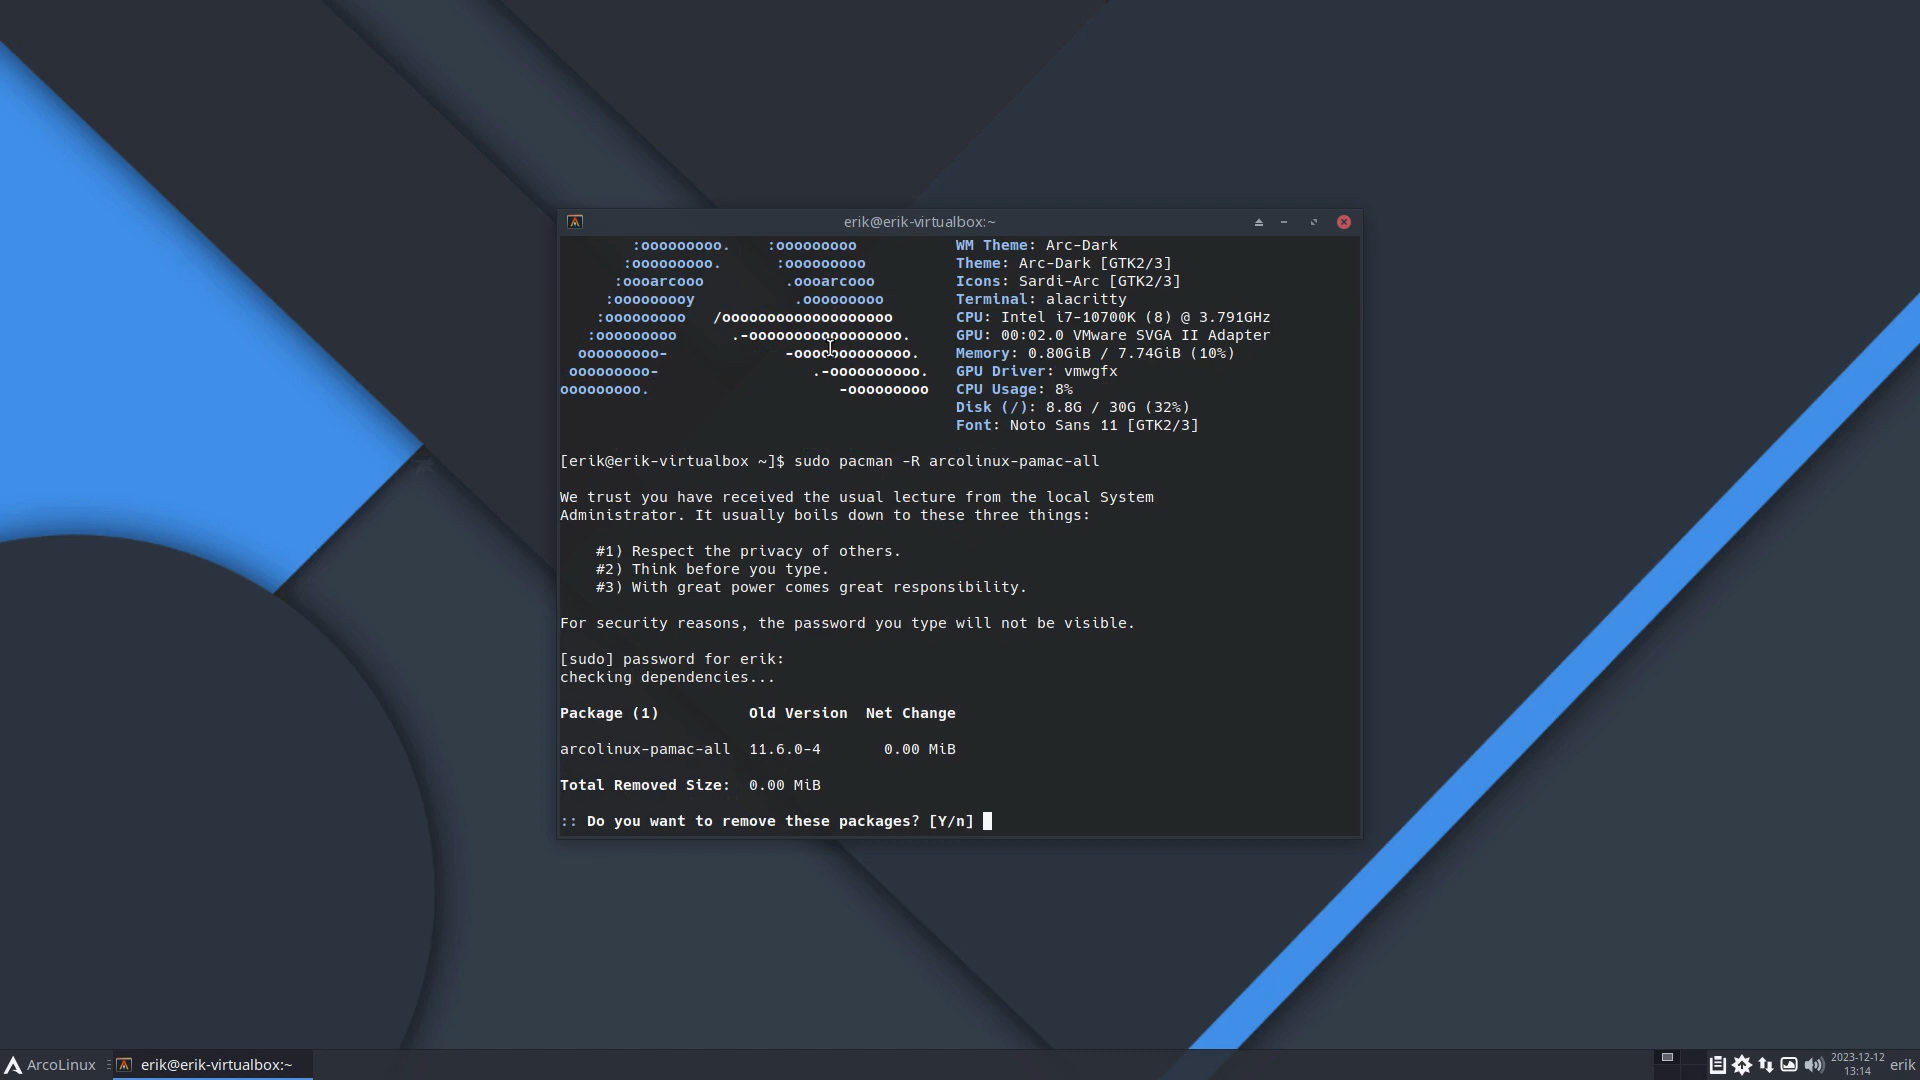 erik@erik-virtualbox:~
:ooooooooo.    :ooooooooo    WM Theme: Arc-Dark
:ooooooooo.    :ooooooooo    Theme: Arc-Dark [GTK2/3]
:oooarcooo    .oooarcooo    Icons: Sardi-Arc [GTK2/3]
:ooooooooy    .ooooooooo    Terminal: alacritty
:ooooooooo    /ooooooooooooooooooo    CPU: Intel i7-10700K (8) @ 3.791GHz
:ooooooooo    .-ooooooooooooooooo.    GPU: 00:02.0 VMware SVGA II Adapter
ooooooooo-    -ooooooooooooo.    Memory: 0.80GiB / 7.74GiB (10%)
ooooooooo-    .-oooooooooo.    GPU Driver: vmwgfx
ooooooooo.    -ooooooooo    CPU Usage: 8%
Disk (/): 8.8G / 30G (32%)
Font: Noto Sans 11 [GTK2/3]
[erik@erik-virtualbox ~]$ sudo pacman -R arcolinux-pamac-all
We trust you have received the usual lecture from the local System
Administrator. It usually boils down to these three things:
#1) Respect the privacy of others.
#2) Think before you type.
#3) With great power comes great responsibility.
For security reasons, the password you type will not be visible.
[sudo] password for erik:
checking dependencies...
Package (1)    Old Version  Net Change
arcolinux-pamac-all  11.6.0-4    0.00 MiB
Total Removed Size:  0.00 MiB
:: Do you want to remove these packages? [Y/n]
ArcoLinux
erik@erik-virtualbox:~
2023-12-12
13:14
erik